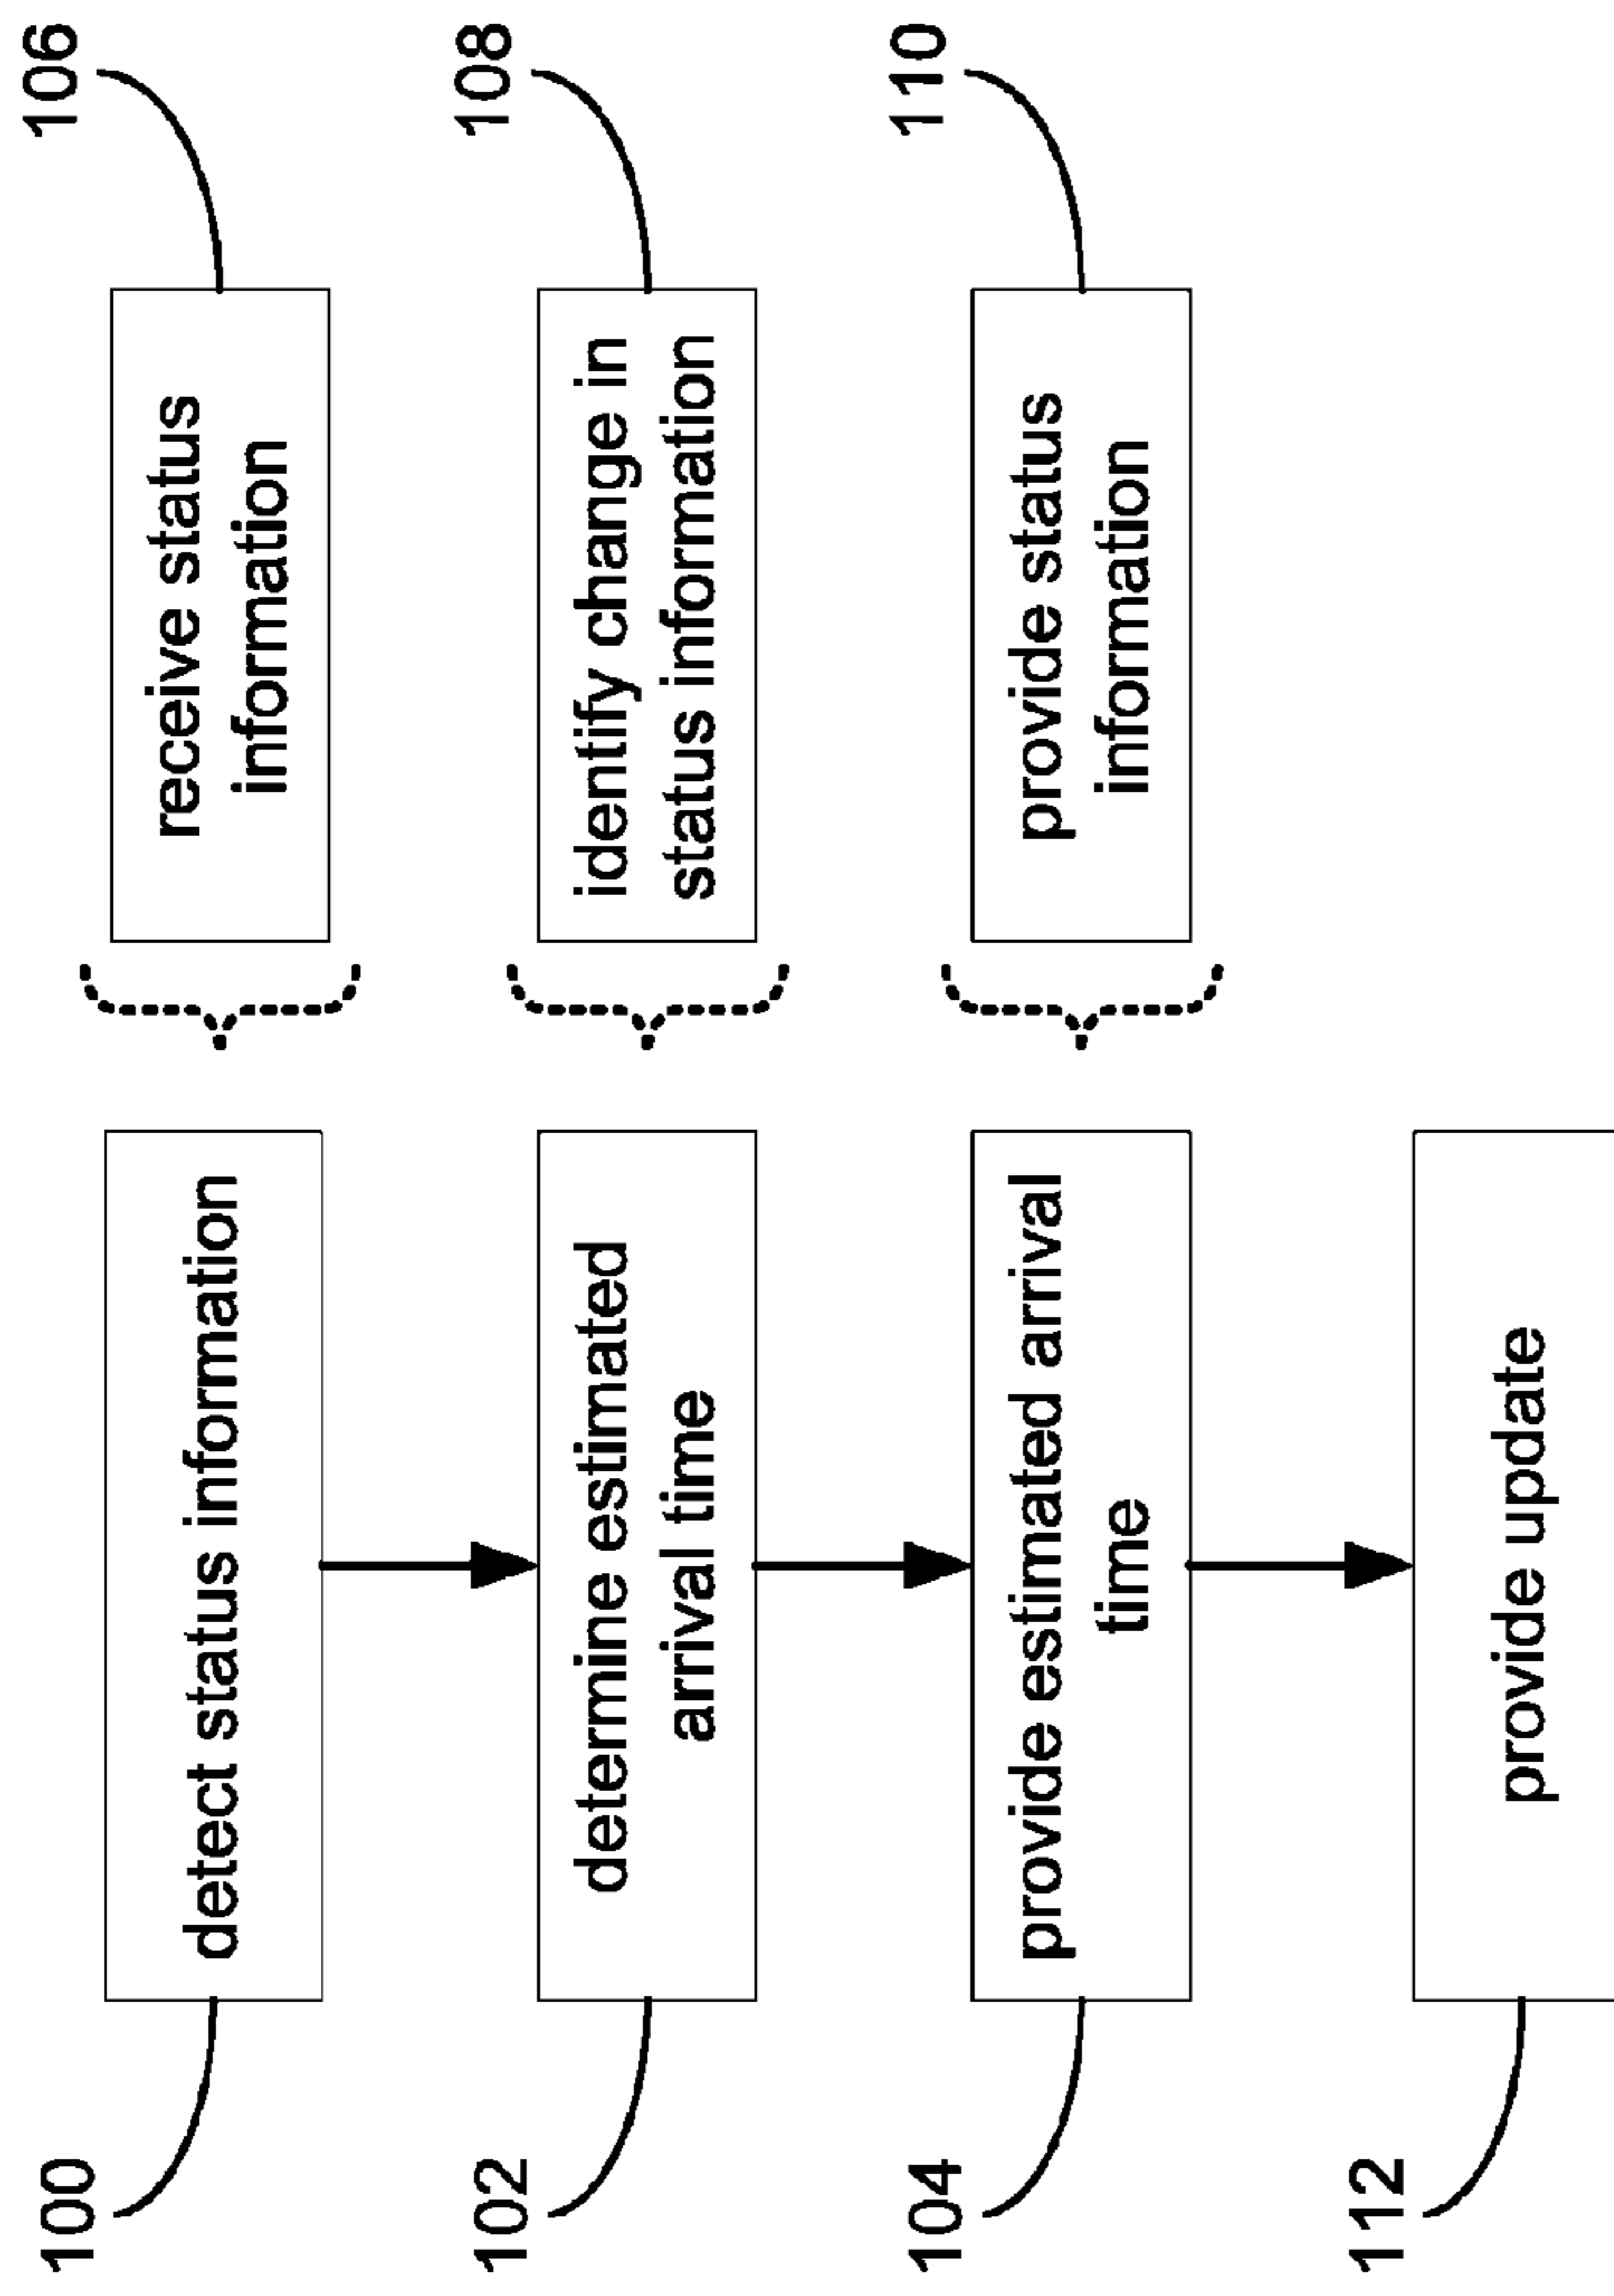 100
detect status information
receive status
information
106
102
determine estimated
arrival time
identify change in
status information
108
104
provide estimated arrival
time
provide status
information
110
112
provide update